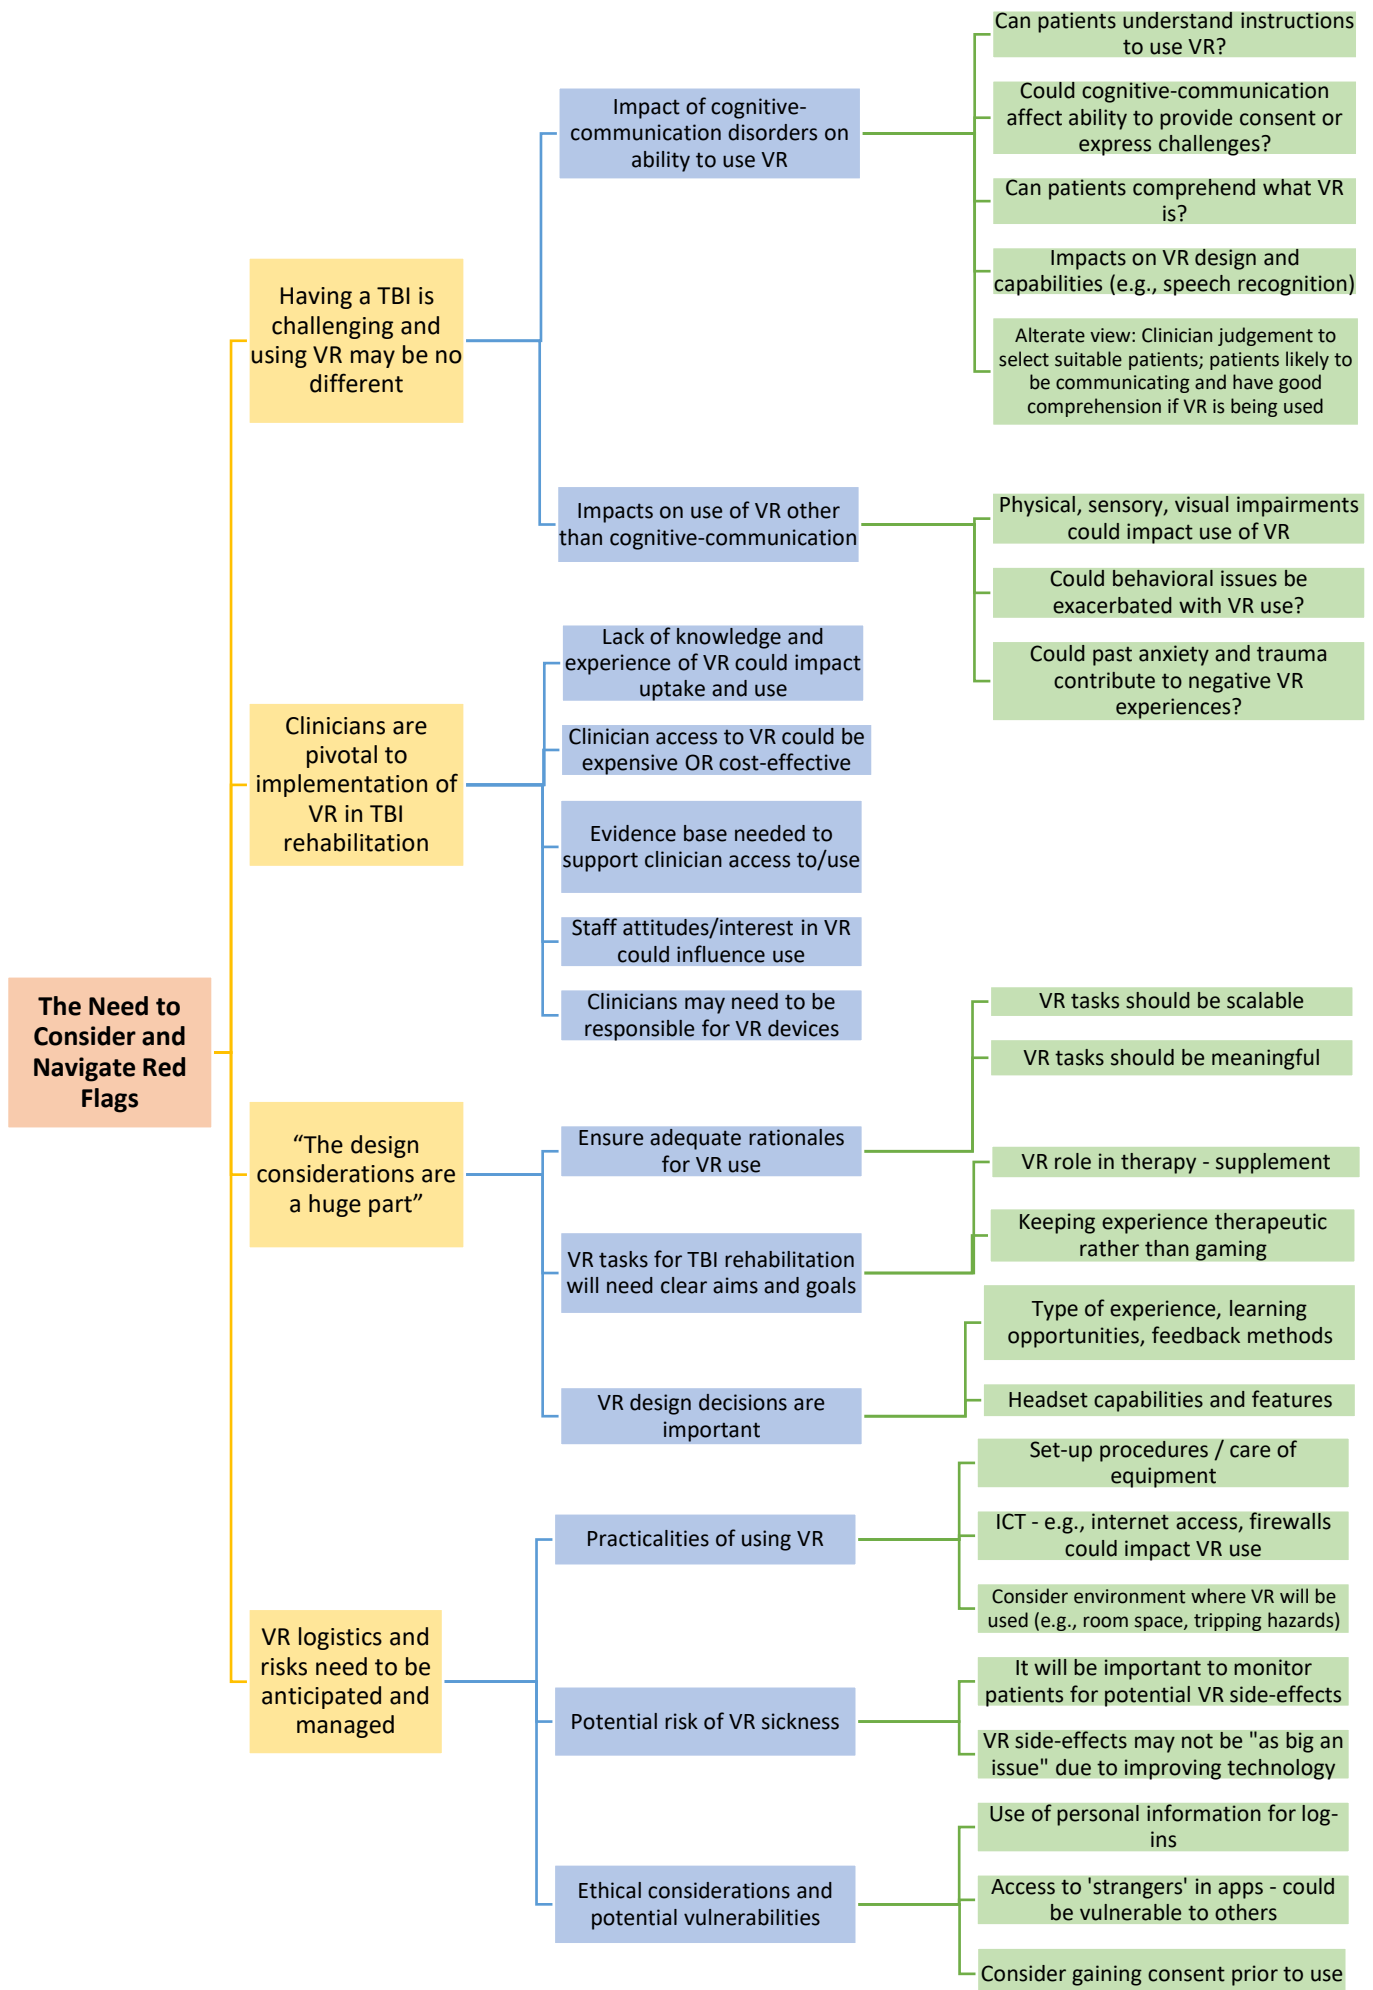 The Need to
Consider and
Navigate Red
Flags
Having a TBI is
challenging and
using VR may be no
different
Impact of cognitive-
communication disorders on
ability to use VR
Can patients understand instructions
to use VR?
Could cognitive-communication
affect ability to provide consent or
express challenges?
Can patients comprehend what VR
is?
Impacts on VR design and
capabilities (e.g., speech recognition)
Alterate view: Clinician judgement to
select suitable patients; patients likely to
be communicating and have good
comprehension if VR is being used
Impacts on use of VR other
than cognitive-communication
Physical, sensory, visual impairments
could impact use of VR
Could behavioral issues be
exacerbated with VR use?
Could past anxiety and trauma
contribute to negative VR
experiences?
Clinicians are
pivotal to
implementation of
VR in TBI
rehabilitation
Lack of knowledge and
experience of VR could impact
uptake and use
Clinician access to VR could be
expensive OR cost-effective
Evidence base needed to
support clinician access to/use
Staff attitudes/interest in VR
could influence use
Clinicians may need to be
responsible for VR devices
“The design
considerations are
a huge part”
Ensure adequate rationales
for VR use
VR tasks should be scalable
VR tasks should be meaningful
VR tasks for TBI rehabilitation
will need clear aims and goals
VR role in therapy - supplement
Keeping experience therapeutic
rather than gaming
VR design decisions are
important
Type of experience, learning
opportunities, feedback methods
Headset capabilities and features
VR logistics and
risks need to be
anticipated and
managed
Practicalities of using VR
Set-up procedures / care of
equipment
ICT - e.g., internet access, firewalls
could impact VR use
Consider environment where VR will be
used (e.g., room space, tripping hazards)
Potential risk of VR sickness
It will be important to monitor
patients for potential VR side-effects
VR side-effects may not be "as big an
issue" due to improving technology
Ethical considerations and
potential vulnerabilities
Use of personal information for log-
ins
Access to 'strangers' in apps - could
be vulnerable to others
Consider gaining consent prior to use